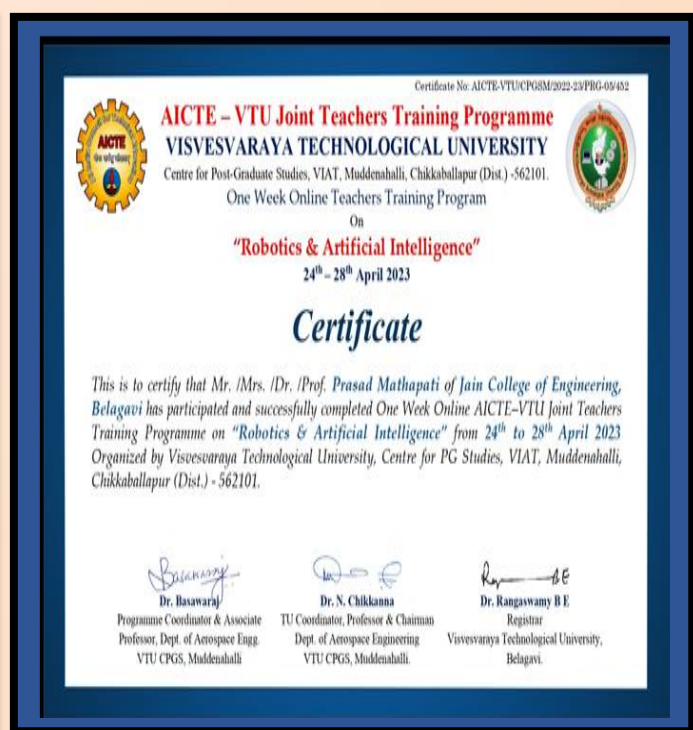 Certificate No: AICTE-VTU/CPGSM/2022-23/PRG-05/452
AICTE – VTU Joint Teachers Training Programme
VISVESVARAYA TECHNOLOGICAL UNIVERSITY
Centre for Post-Graduate Studies, VIAT, Muddenahalli, Chikkaballapur (Dist.) -562101.
One Week Online Teachers Training Program
On
“Robotics & Artificial Intelligence”
24th – 28th April 2023
Certificate
This is to certify that Mr. /Mrs. /Dr. /Prof. Prasad Mathapati of Jain College of Engineering,
Belagavi has participated and successfully completed One Week Online AICTE–VTU Joint Teachers
Training Programme on “Robotics & Artificial Intelligence” from 24th to 28th April 2023
Organized by Visvesvaraya Technological University, Centre for PG Studies, VIAT, Muddenahalli,
Chikkaballapur (Dist.) - 562101.
AICTE
Dr. Basawaraj
Programme Coordinator & Associate
Professor, Dept. of Aerospace Engg.
VTU CPGS, Muddenahalli
Dr. N. Chikkanna
TU Coordinator, Professor & Chairman
Dept. of Aerospace Engineering
VTU CPGS, Muddenahalli.
Dr. Rangaswamy B E
Registrar
Visvesvaraya Technological University,
Belagavi.